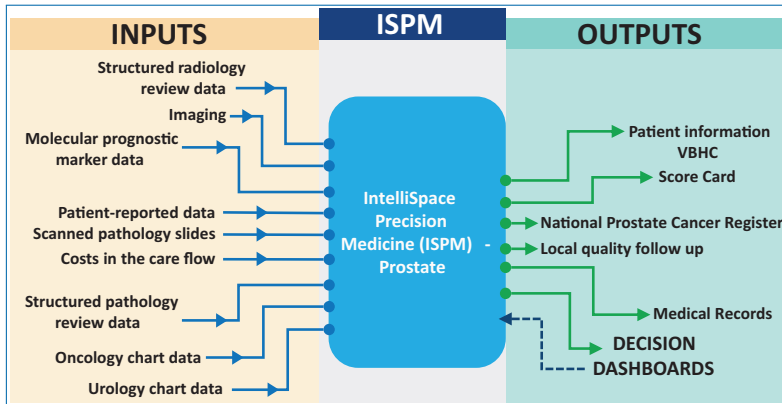 INPUTS
ISPM
OUTPUTS
Structured radiology
review data
Imaging
Molecular prognostic
marker data
Patient-reported data
Scanned pathology slides
Costs in the care flow
Structured pathology
review data
Oncology chart data
Urology chart data
IntelliSpace
Precision
Medicine (ISPM) -
Prostate
Patient information
VBHC
Score Card
National Prostate Cancer Register
Local quality follow up
Medical Records
DECISION
DASHBOARDS